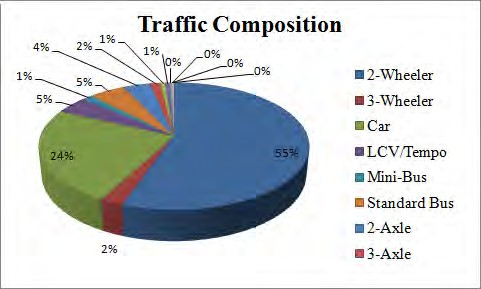 Traffic Composition
1%
2%
4%
1%
0%
0%
0%
0%
1%
5%
5%
24%
55%
2%
2-Wheeler
3-Wheeler
Car
LCV/Tempo
Mini-Bus
Standard Bus
2-Axle
3-Axle